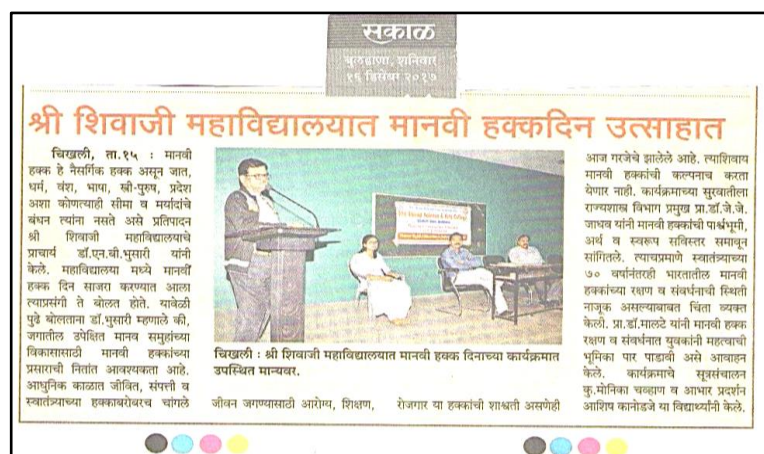 सकाळ
बुलढाणा, शनिवार
१६ डिसेंबर २०१७
श्री शिवाजी महाविद्यालयात मानवी हक्कदिन उत्साहात
चिखली, ता.१५ : मानवी
हक्क हे नैसर्गिक हक्क असून जात,
धर्म, वंश, भाषा, स्त्री-पुरुष, प्रदेश
अशा कोणत्याही सीमा व मर्यादांचे
बंधन त्यांना नसते असे प्रतिपादन
श्री शिवाजी महाविद्यालयाचे
प्राचार्य डॉ.एन.बी.भुसारी यांनी
केले. महाविद्यालया मध्ये मानवी
हक्क दिन साजरा करण्यात आला
त्याप्रसंगी ते बोलत होते. यावेळी
पुढे बोलताना डॉ.भुसारी म्हणाले की,
जगातील उपेक्षित मानव समुहांच्या
विकासासाठी मानवी हक्कांच्या
प्रसाराची नितांत आवश्यकता आहे.
आधुनिक काळात जीवित, संपत्ती व
स्वातंत्र्याच्या हक्काबरोबरच चांगले
चिखली : श्री शिवाजी महाविद्यालयात मानवी हक्क दिनाच्या कार्यक्रमात
उपस्थित मान्यवर.
जीवन जगण्यासाठी आरोग्य, शिक्षण,
रोजगार या हक्कांची शाश्वती असणेही
आज गरजेचे झालेले आहे. त्याशिवाय
मानवी हक्कांची कल्पनाच करता
येणार नाही. कार्यक्रमाच्या सुरवातीला
राज्यशास्त्र विभाग प्रमुख प्रा.डॉ.जे.जे.
जाधव यांनी मानवी हक्कांची पार्श्वभूमी,
अर्थ व स्वरूप सविस्तर समावून
सांगितले. त्याचप्रमाणे स्वातंत्र्याच्या
७० वर्षानंतरही भारतातील मानवी
हक्कांच्या रक्षण व संवर्धनाची स्थिती
नाजूक असल्याबाबत चिंता व्यक्त
केली. प्रा.डॉ.मालटे यांनी मानवी हक्क
रक्षण व संवर्धनात युवकांनी महत्वाची
भूमिका पार पाडावी असे आवाहन
केले. कार्यक्रमाचे सूत्रसंचालन
कु.मोनिका चव्हाण व आभार प्रदर्शन
आशिष कानोडजे या विद्यार्थ्यांनी केले.